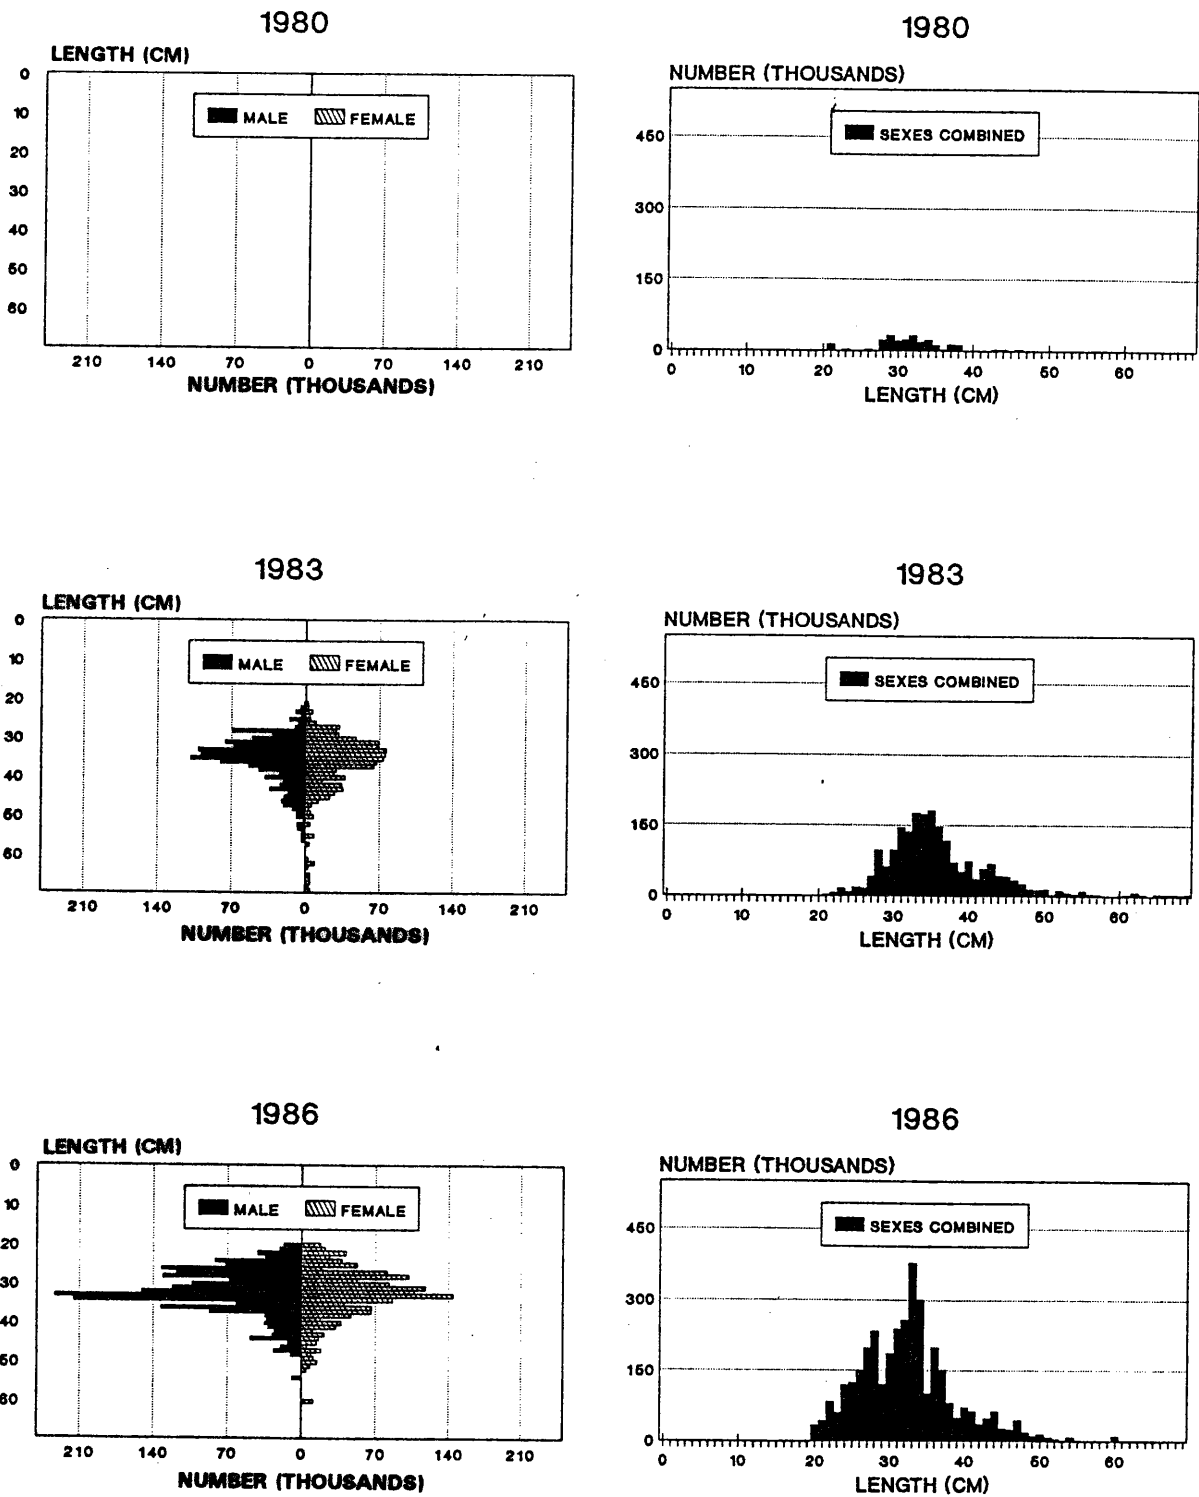 1980
LENGTH (CM)
MALE FEMALE
0
10
20
30
40
50
60
210 140 70 0 70 140 210
NUMBER (THOUSANDS)
1980
NUMBER (THOUSANDS)
SEXES COMBINED
450
300
150
0
0 10 20 30 40 50 60
LENGTH (CM)
1983
LENGTH (CM)
MALE FEMALE
0
10
20
30
40
50
60
210 140 70 0 70 140 210
NUMBER (THOUSANDS)
1983
NUMBER (THOUSANDS)
SEXES COMBINED
450
300
150
0
0 10 20 30 40 50 60
LENGTH (CM)
1986
LENGTH (CM)
MALE FEMALE
0
10
20
30
40
50
60
210 140 70 0 70 140 210
NUMBER (THOUSANDS)
1986
NUMBER (THOUSANDS)
SEXES COMBINED
450
300
150
0
0 10 20 30 40 50 60
LENGTH (CM)